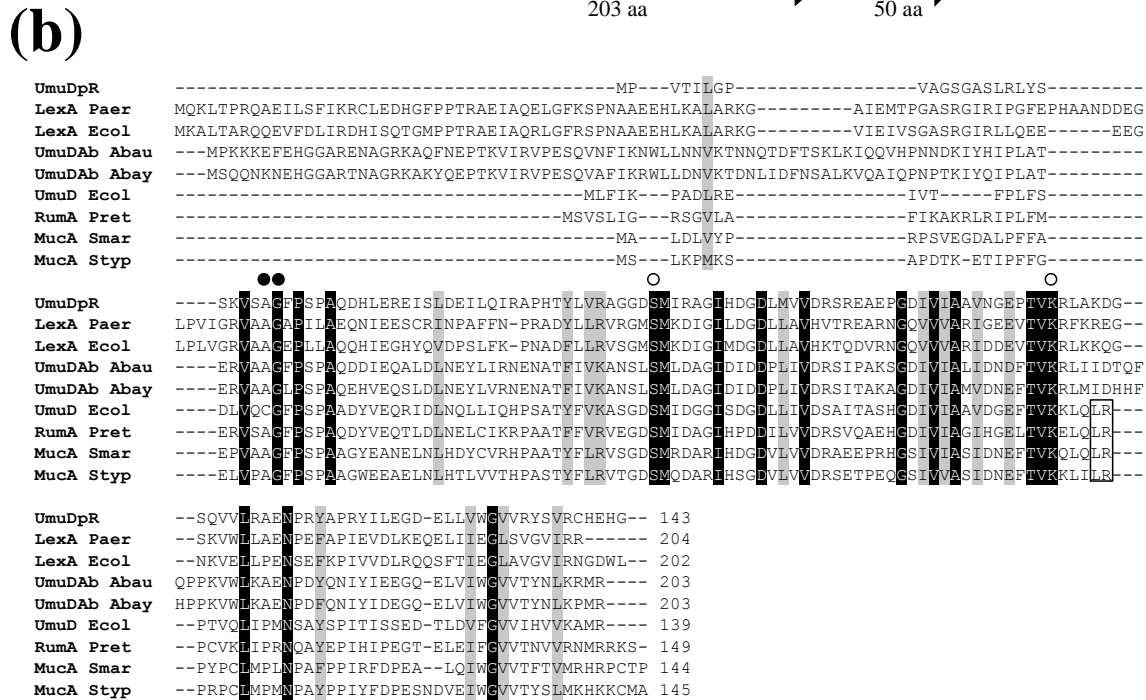 203 aa 50 aa
(b)
UmuDpR -------------------------------------------MP---VTITLGP-----------------VAGSGASLRLYS---------
LexA Paer MQKLTPRQAEILSFIKRCLEDHGFPPTRAEIAQELGFKSPNAAEEHLKALARKG---------AIEMTPGASRGIRIPGFEPHAANDDEG
LexA Ecol MKALTARQQEVFDLIRDHISQTGMPPTRAEIAQRLGFRSPNAAEEHLKALARKG---------VIEIVSGASRGIRLLQEE------EEG
UmuDAb Abau ---MPKKKEFEHGGARENAGRKAQFNEPTKVIRVPESQVNFIKNWLLNNVKTNNQTDFTSKLKIQQVHPNNDKIYHIPLAT---------
UmuDAb Abay ---MSQQNKNEHGGARTNAGRKAKYQEPTKVIRVPESQVAFIKRWLLDNVKTDNLIDFNSALKVQAIQPNPTKIYQIPLAT---------
UmuD Ecol --------------------------------------MLFIK---PADLRE----------------IVT-----FPLFS---------
RumA Pret ------------------------------------MSVSLIG---RSGVLA----------------FIKAKRLRIPLFM---------
MucA Smar -----------------------------------------MA---LDLVYP----------------RPSVEGDALPFFA---------
MucA Styp -----------------------------------------MS---LKPMKS----------------APDTK-ETIPFFG---------
UmuDpR ----SKVSAGFPSPAQDHLEREISLDEILQIRAPHTYLVRAGGDSMIRAGIHDGDLMVVDRSREAEPGDIVIAAVNGEPTVKRLAKDG--
LexA Paer LPVIGRVAAGAPILAEQNIEESCRINPAFFN-PRADYLLRVRGMSMKDIGILDGDLLAVHVTREARNGQVVVARIGEEVTVKRFKREG--
LexA Ecol LPLVGRVAAGEPLLAQQHIEGHYQVDPSLFK-PNADFLLRVSGMSMKDIGIMDGDLLAVHKTQDVRNGQVVVARIDDEVTVKRLKKQG--
UmuDAb Abau ----ERVAAGFPSPAQDDIEQALDLNEYLIRNENATFIVKANSLSMLDAGIDIDDPLIVDRSIPAKSGDIVIALIDNDFTVKRLIIDTQF
UmuDAb Abay ----ERVAAGLPSPAQEHVEQSLDLNEYLVRNENATFIVKANSLSMLDAGIDIDDPLIVDRSITAKAGDIVIAMVDNEFTVKRLMIDHHF
UmuD Ecol ----DLVQCGFPSPAADYVEQRIDLNQLLIQHPSATYFVKASGDSMIDGGISDGDLLIVDSAITASHGDIVIAAVDGEFTVKKLQLR---
RumA Pret ----ERVSAGFPSPAQDYVEQTLDLNELCIKRPAATFFVRVEGDSMIDAGIHPDDILVVDRSVQAEHGDIVIAGIHGELTVKELQLR---
MucA Smar ----EPVAAGFPSPAAGYEANELNLHDYCVRHPAATYFLRVSGDSMRDARIHDGDVLVVDRAEEPRHGSIVVASIDNEFTVKQLQLR---
MucA Styp ----ELVPAGFPSPAAGWEEAELNLHTLVVTHPASTYFLRVTGDSMQDARIHSGDVLVVDRSETPEQGSIVVASIDNEFTVKKLILR---
UmuDpR --SQVVLRAENPRYAPRYILEGD-ELLVWGVVRYSVRCHEHG-- 143
LexA Paer --SKVWLLAENPEFAPIEVDLKEQELIIEGLSVGVIRR------ 204
LexA Ecol --NKVELLPENSEFKPIVVDLRQQSFTIEGLAVGVIRNGDWL-- 202
UmuDAb Abau QPPKVWLKAENPDYQNIYIEEGQ-ELVIWGVVTYNLKRMR---- 203
UmuDAb Abay HPPKVWLKAENPDFQNIYIDEGQ-ELVIWGVVTYNLKPMR---- 203
UmuD Ecol --PTVQLIPMNSAYSPITISSED-TLDVFGVVIHVVKAMR---- 139
RumA Pret --PCVKLIPRNQAYEPIHIPEGT-ELEIFGVVTNVVRNMRRKS- 149
MucA Smar --PYPCLMPLNPAFPPIRFDPEA--LQIWGVVTFTVMRHRPCTP 144
MucA Styp --PRPCLMPMNPAYPPIYFDPESNDVEIWGVVTYSLMKHKKCMA 145